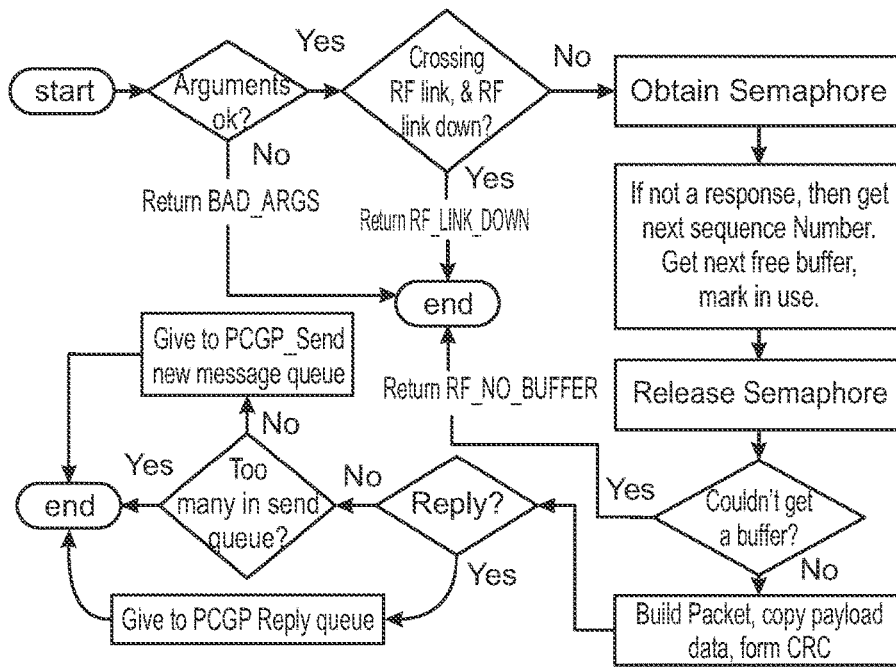 start
Arguments
ok?
Yes
No
Return BAD_ARGS
Crossing
RF link, & RF
link down?
No
Yes
Return RF_LINK_DOWN
end
Obtain Semaphore
If not a response, then get
next sequence Number.
Get next free buffer,
mark in use.
Release Semaphore
Couldn't get
a buffer?
Yes
Return RF_NO_BUFFER
No
Build Packet, copy payload
data, form CRC
Reply?
No
Yes
Too
many in send
queue?
No
Yes
Give to PCGP_Send
new message queue
end
Give to PCGP Reply queue